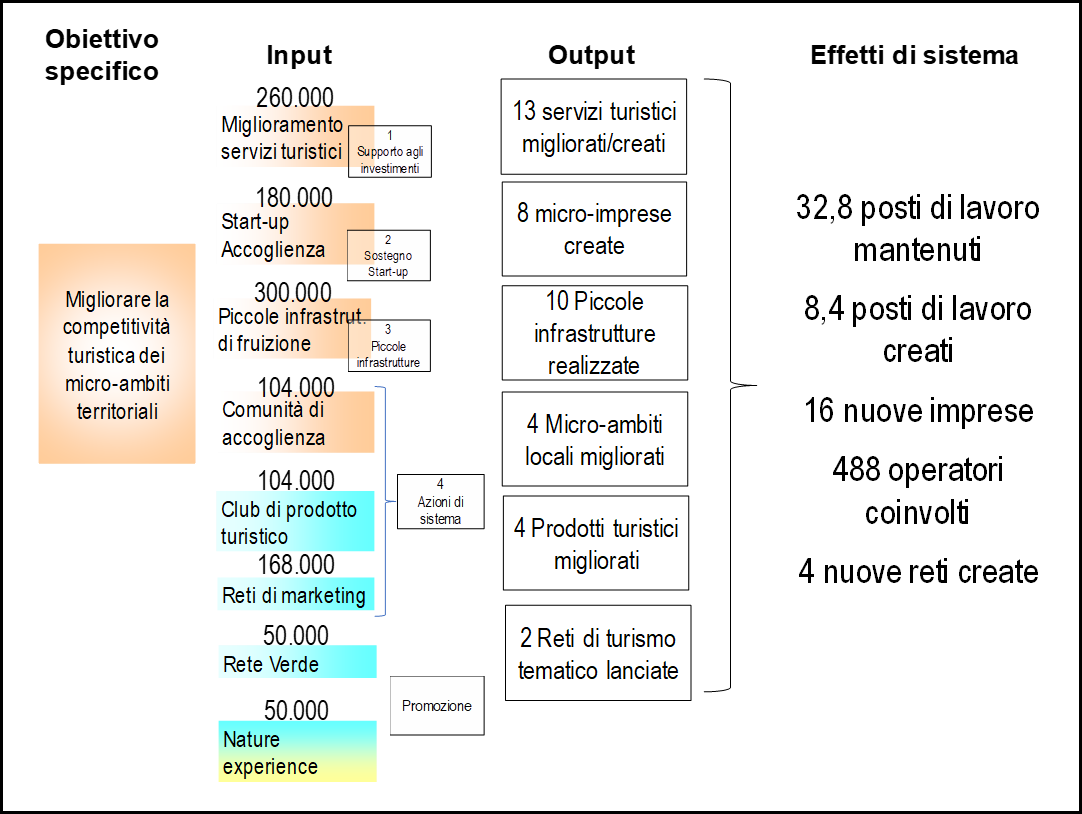 Obiettivo
specifico
Input
Output
Effetti di sistema
Migliorare la
competitività
turistica dei
micro-ambiti
territoriali
260.000
Miglioramento
servizi turistici
1
Supporto agli
investimenti
180.000
Start-up
Accoglienza
2
Sostegno
Start-up
300.000
Piccole infrastrut.
di fruizione
3
Piccole
infrastrutture
104.000
Comunità di
accoglienza
104.000
Club di prodotto
turistico
4
Azioni di
sistema
168.000
Reti di marketing
50.000
Rete Verde
50.000
Nature
experience
Promozione
13 servizi turistici
migliorati/creati
8 micro-imprese
create
10 Piccole
infrastrutture
realizzate
4 Micro-ambiti
locali migliorati
4 Prodotti turistici
migliorati
2 Reti di turismo
tematico lanciate
32,8 posti di lavoro
mantenuti
8,4 posti di lavoro
creati
16 nuove imprese
488 operatori
coinvolti
4 nuove reti create